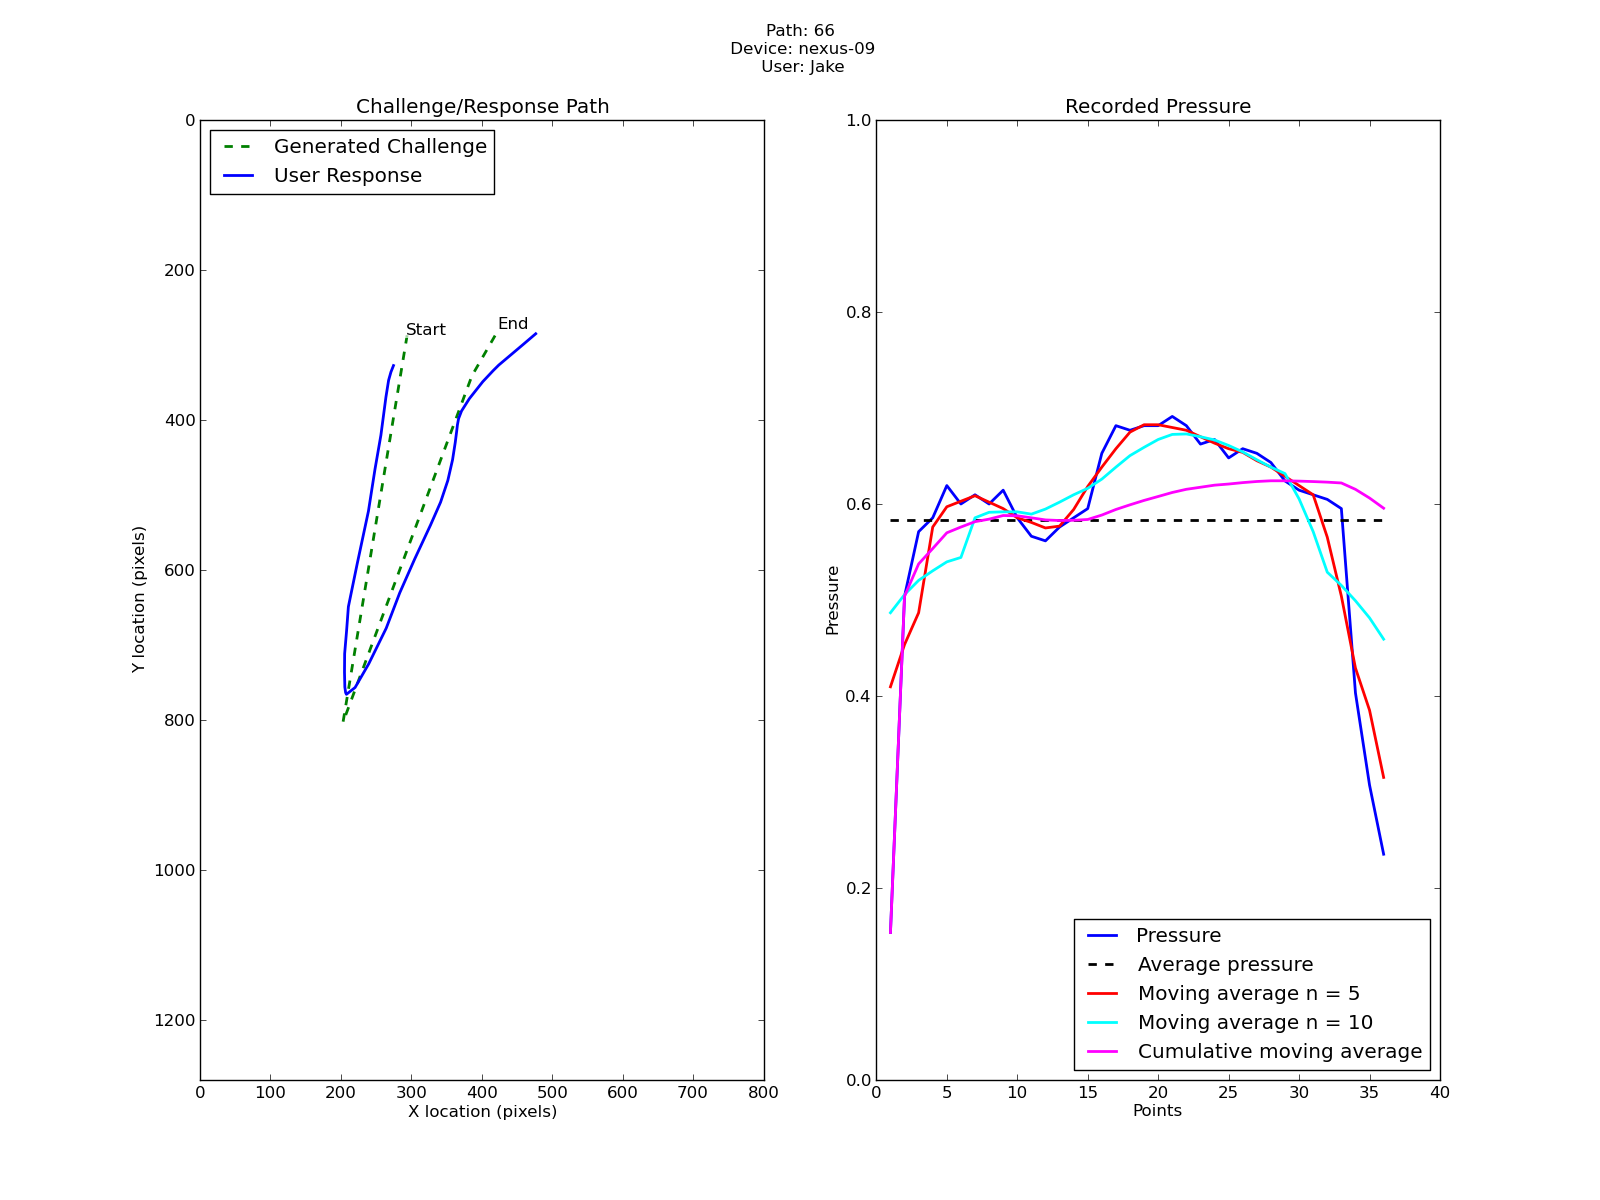 Path: 66
Device: nexus-09
User: Jake
Challenge/Response Path
Generated Challenge
User Response
Start
End
0
200
400
600
800
1000
1200
Y location (pixels)
0 100 200 300 400 500 600 700 800
X location (pixels)
Recorded Pressure
1.0
0.8
0.6
0.4
0.2
0.0
Pressure
Pressure
Average pressure
Moving average n = 5
Moving average n = 10
Cumulative moving average
0 5 10 15 20 25 30 35 40
Points